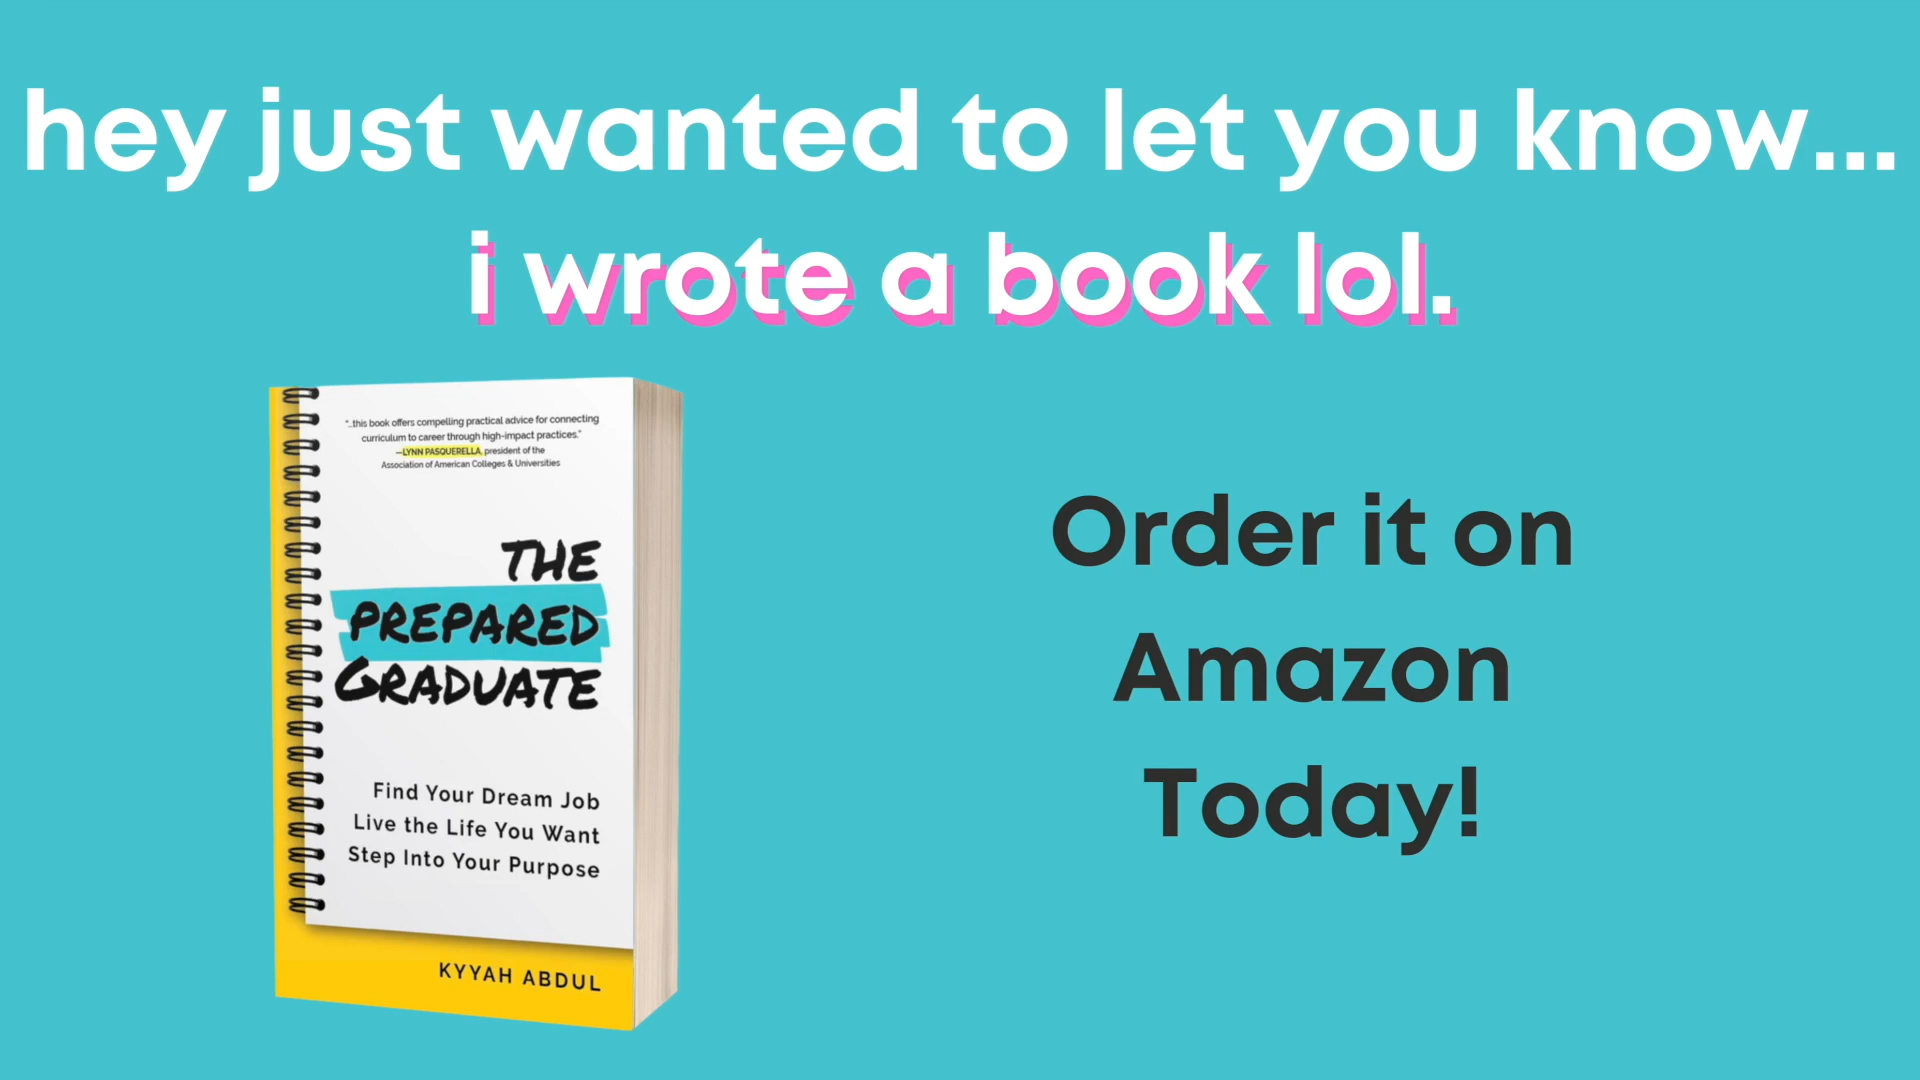 hey just wanted to let you know...
i wrote a book lol.
"...this book offers compelling practical advice for connecting
curriculum to career through high-impact practices."
—LYNN PASQUERELLA, president of the
Association of American Colleges & Universities
THE
PREPARED
GRADUATE
Find Your Dream Job
Live the Life You Want
Step Into Your Purpose
KYYAH ABDUL
Order it on
Amazon
Today!